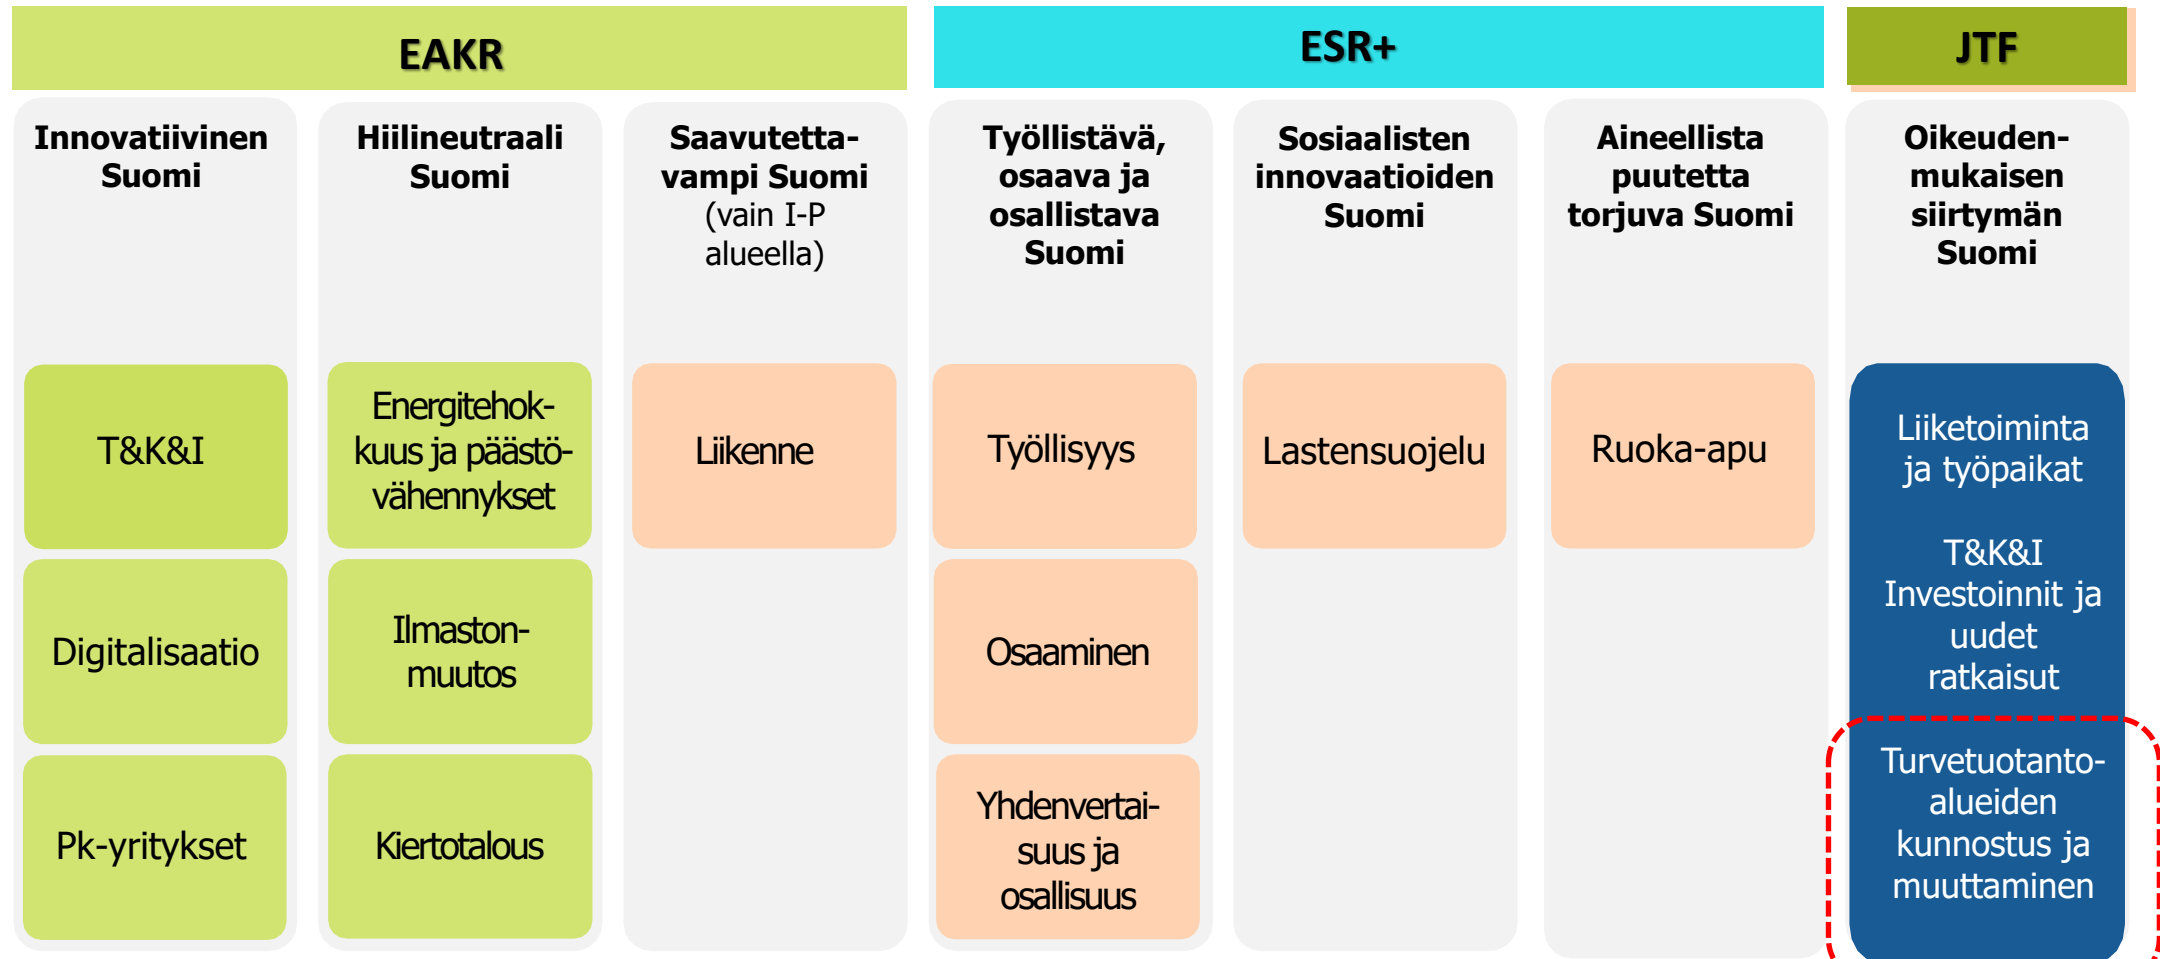 EAKR
ESR+
JTF
Innovatiivinen
Suomi
Hiilineutraali
Suomi
Saavutetta-
vampi Suomi
(vain I-P
alueella)
Työllistävä,
osaava ja
osallistava
Suomi
Sosiaalisten
innovaatioiden
Suomi
Aineellista
puutetta
torjuva Suomi
Oikeuden-
mukaisen
siirtymän
Suomi
T&K&I
Digitalisaatio
Pk-yritykset
Energitehok-
kuus ja päästö-
vähennykset
Ilmaston-
muutos
Kiertotalous
Liikenne
Työllisyys
Osaaminen
Yhdenvertai-
suus ja
osallisuus
Lastensuojelu
Ruoka-apu
Liiketoiminta
ja työpaikat
T&K&I
Investoinnit ja
uudet
ratkaisut
Turvetuotanto-
alueiden
kunnostus ja
muuttaminen